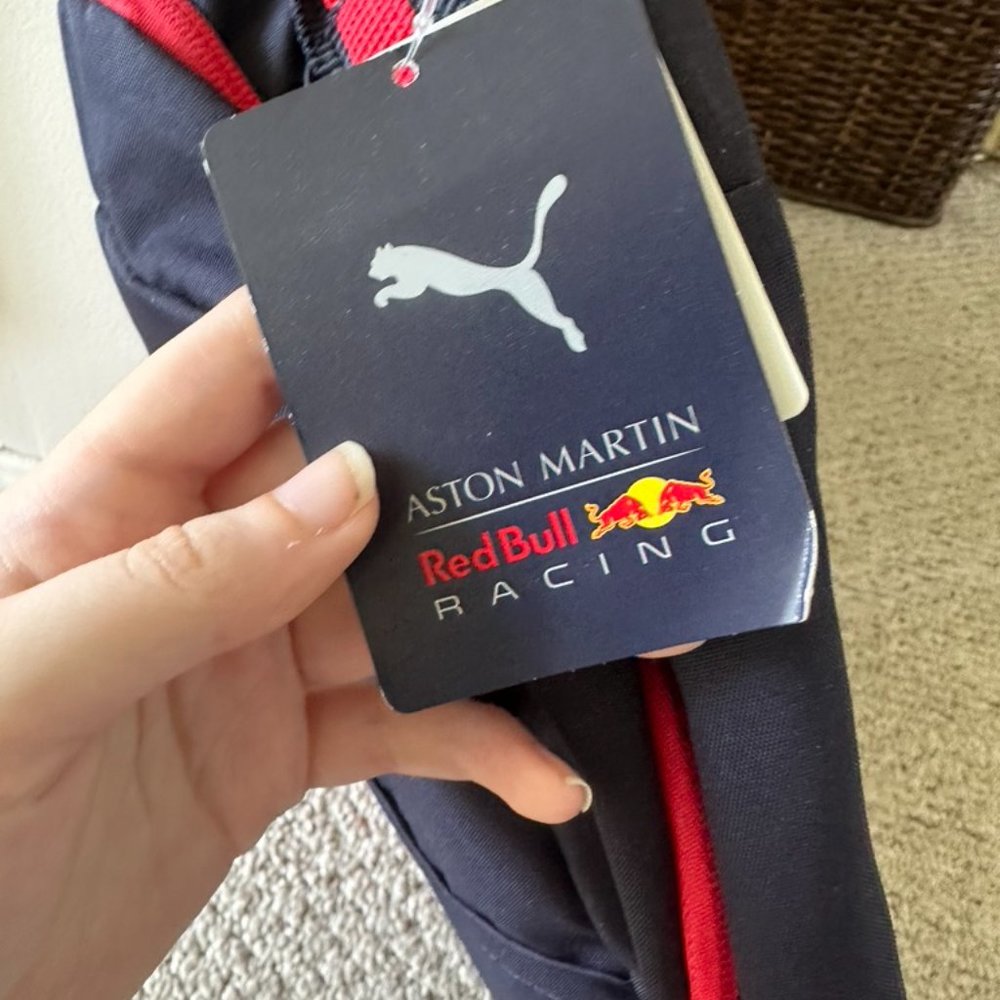 ASTON MARTIN
Red Bull
RACING